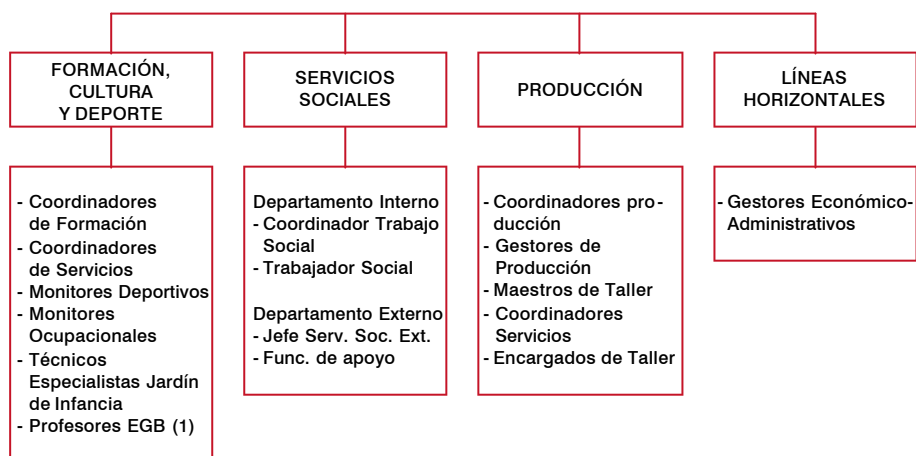 FORMACIÓN,
CULTURA
Y DEPORTE
- Coordinadores
de Formación
- Coordinadores
de Servicios
- Monitores Deportivos
- Monitores
Ocupacionales
- Técnicos
Especialistas Jardín
de Infancia
- Profesores EGB (1)
SERVICIOS
SOCIALES
Departamento Interno
- Coordinador Trabajo
Social
- Trabajador Social
Departamento Externo
- Jefe Serv. Soc. Ext.
- Func. de apoyo
PRODUCCIÓN
- Coordinadores pro-
ducción
- Gestores de
Producción
- Maestros de Taller
- Coordinadores
Servicios
- Encargados de Taller
LÍNEAS
HORIZONTALES
- Gestores Económico-
Administrativos